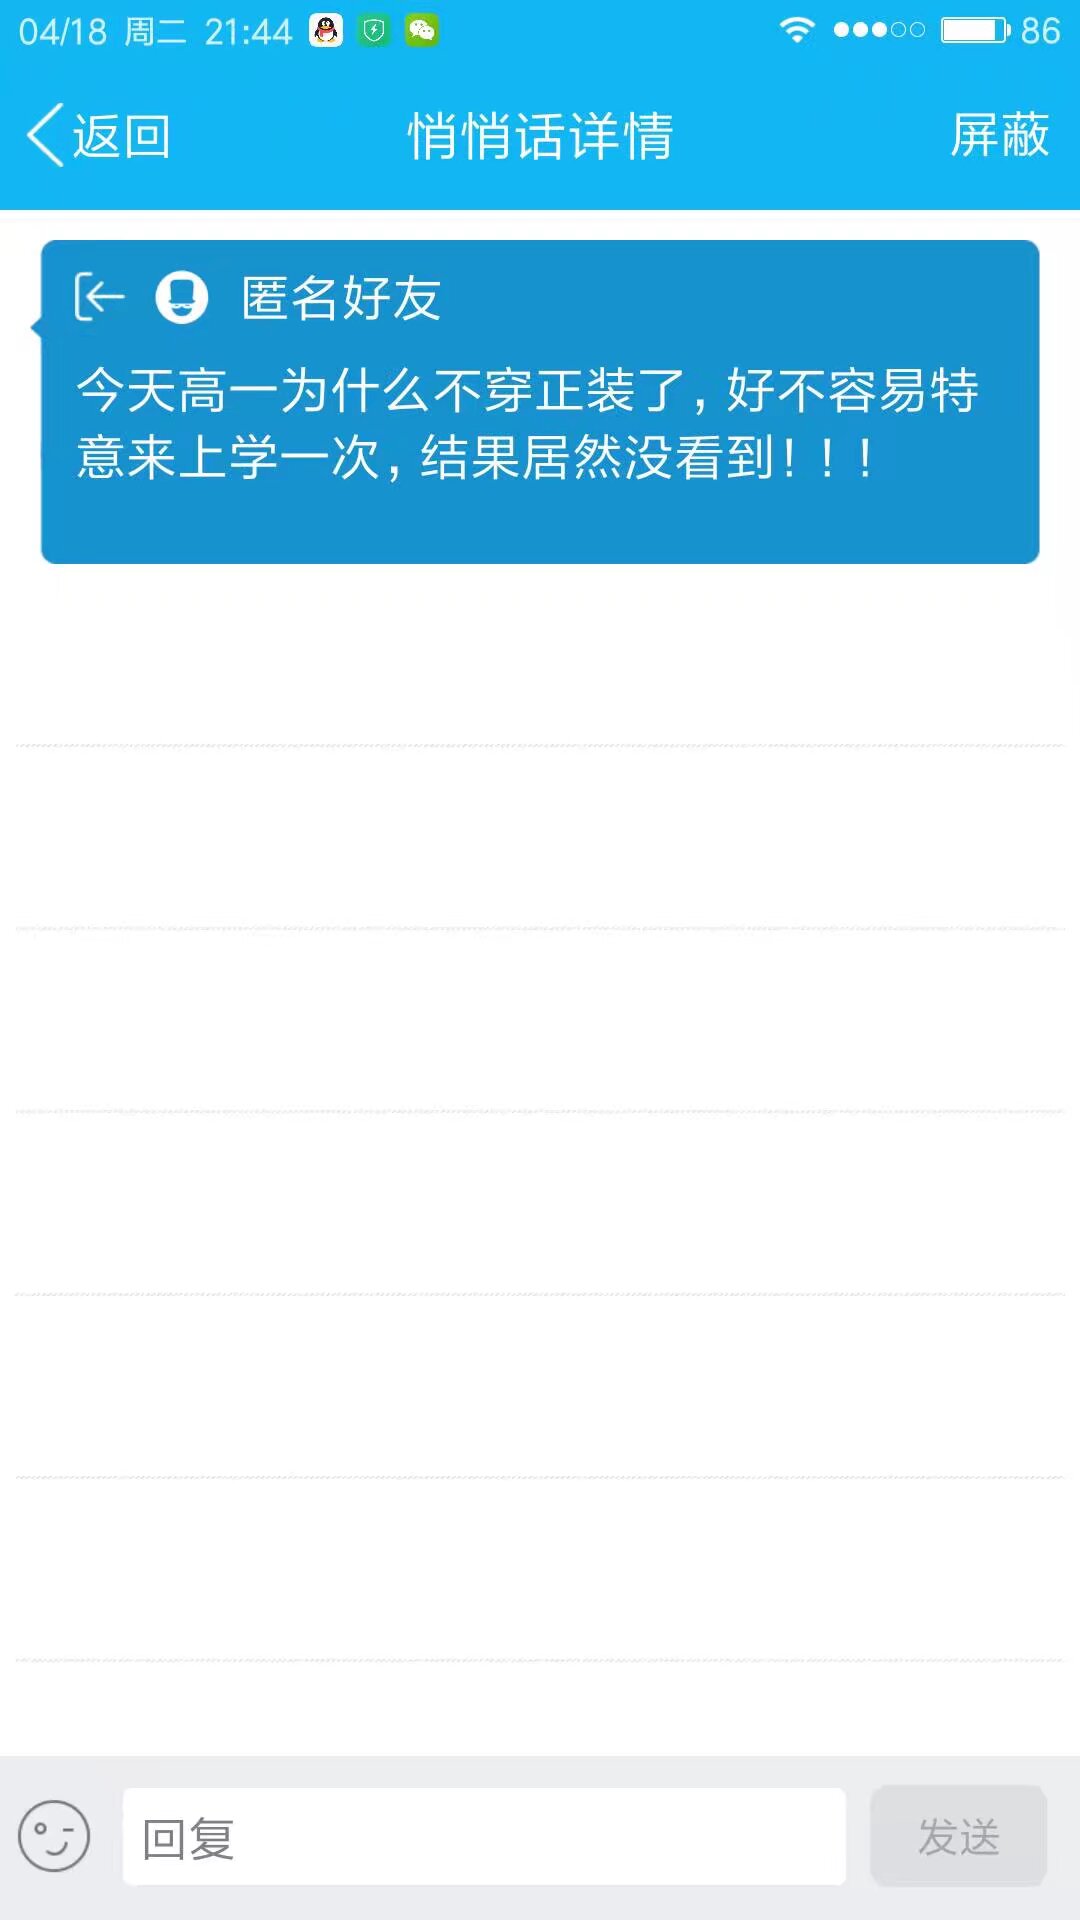 04/18 周二 21:44 86
返回 悄悄话详情 屏蔽
匿名好友
今天高一为什么不穿正装了,好不容易特
意来上学一次,结果居然没看到!!!
回复 发送